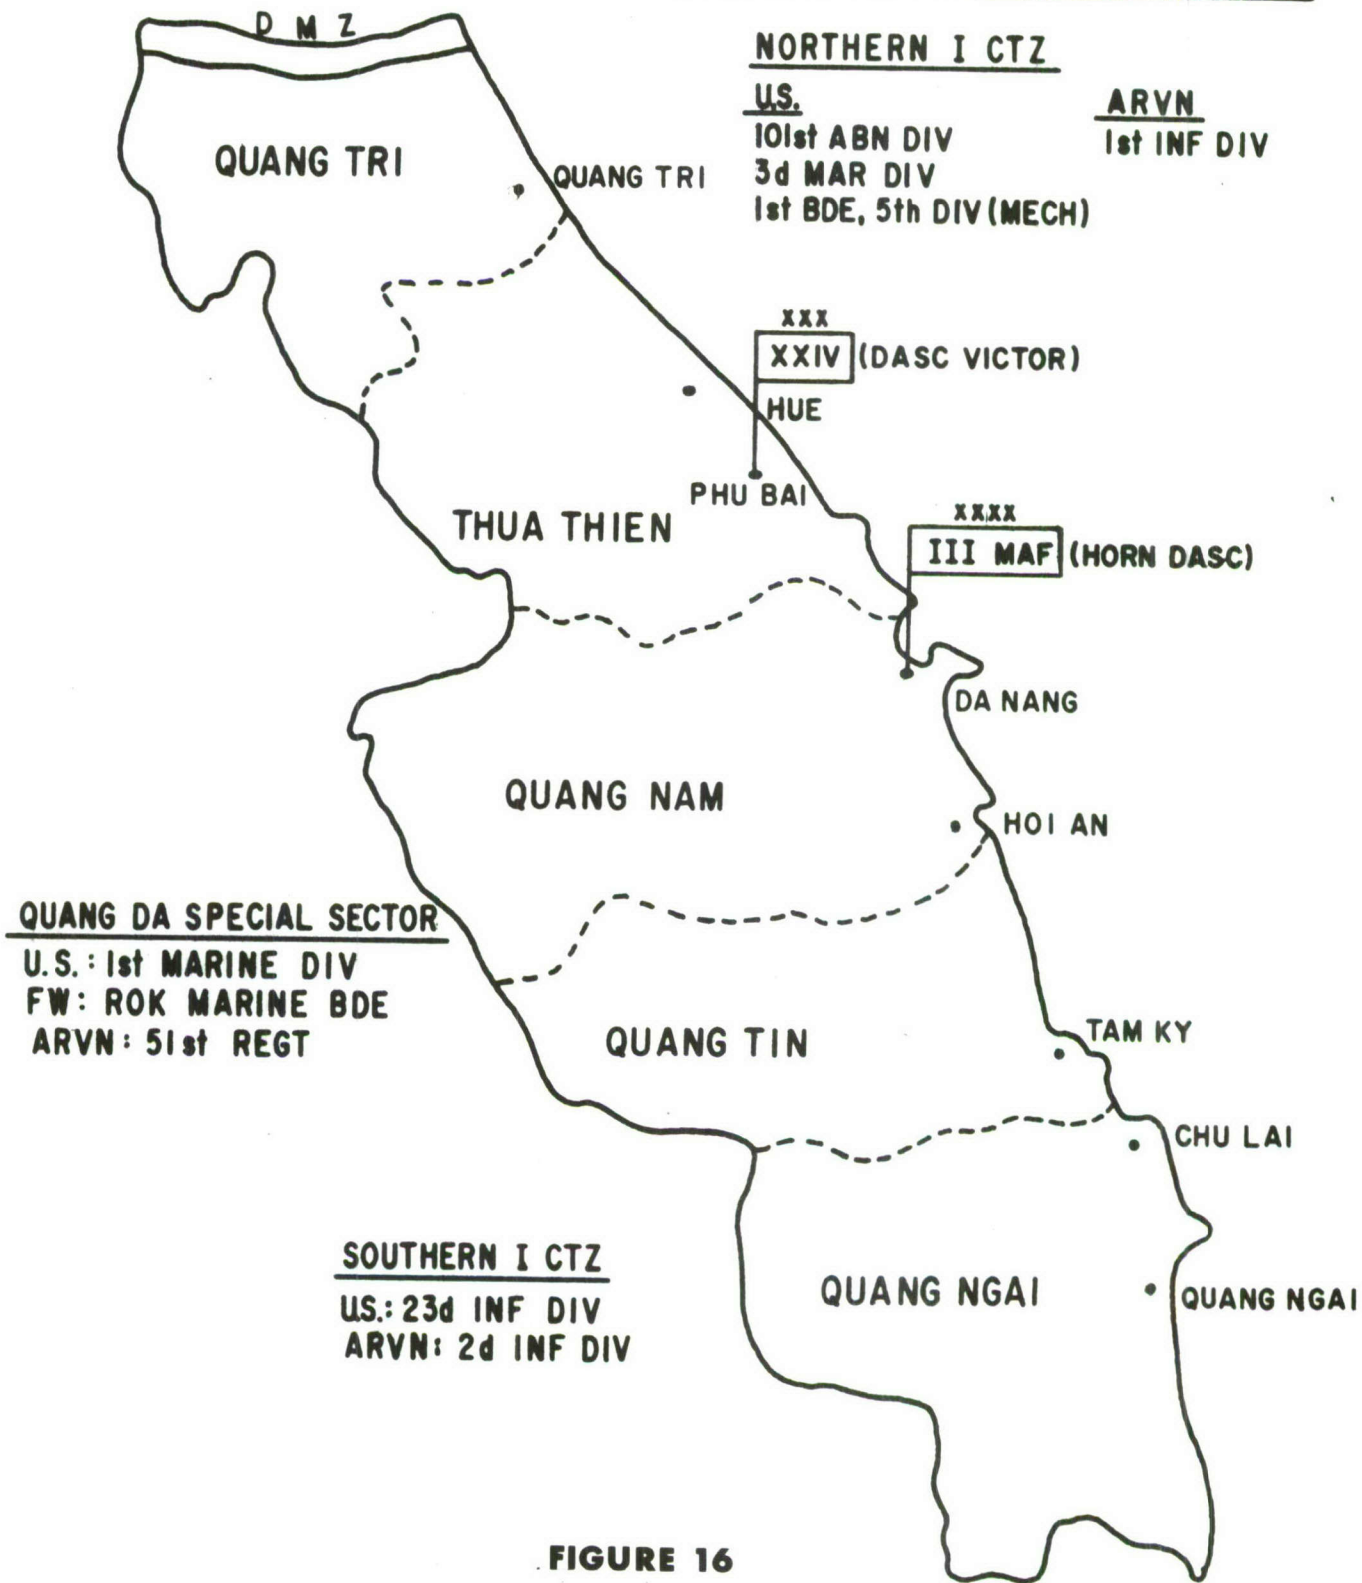 D M Z
NORTHERN I CTZ
U.S.
101st ABN DIV
3d MAR DIV
1st BDE, 5th DIV (MECH)
ARVN
1st INF DIV
QUANG TRI
QUANG TRI
XXX
XXIV (DASC VICTOR)
HUE
PHU BAI
THUA THIEN
XXXX
III MAF (HORN DASC)
DA NANG
QUANG NAM
HOI AN
QUANG DA SPECIAL SECTOR
U.S.: 1st MARINE DIV
FW: ROK MARINE BDE
ARVN: 51st REGT
QUANG TIN
TAM KY
CHU LAI
SOUTHERN I CTZ
U.S.: 23d INF DIV
ARVN: 2d INF DIV
QUANG NGAI
QUANG NGAI
FIGURE 16